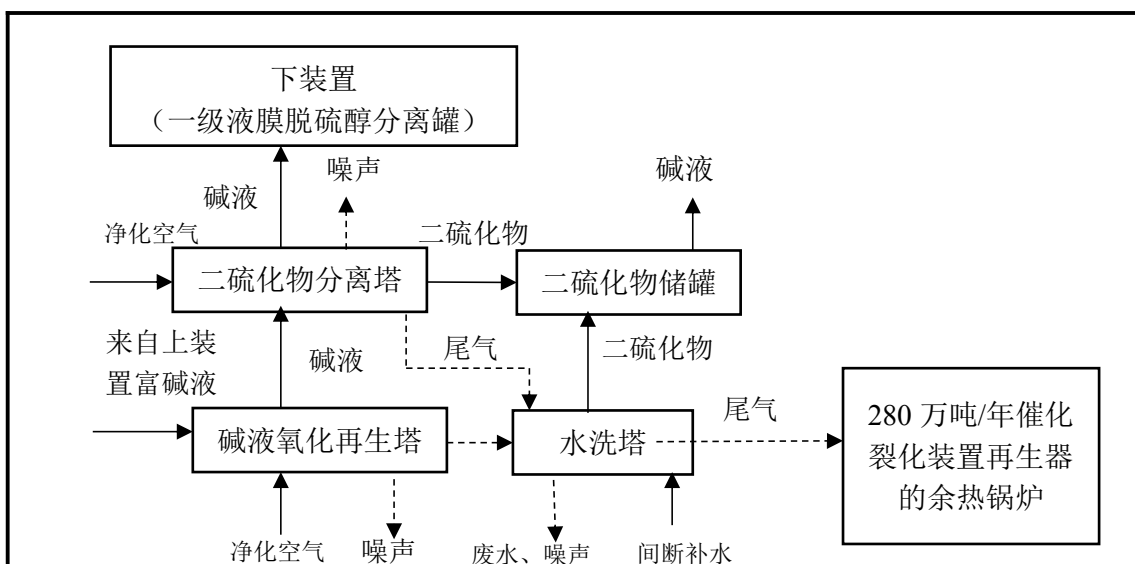 下装置
（一级液膜脱硫醇分离罐）
噪声
碱液
碱液
净化空气
二硫化物
二硫化物分离塔
二硫化物储罐
来自上装
置富碱液
碱液
尾气
二硫化物
尾气
碱液氧化再生塔
水洗塔
280 万吨/年催化
裂化装置再生器
的余热锅炉
净化空气
噪声
废水、噪声
间断补水